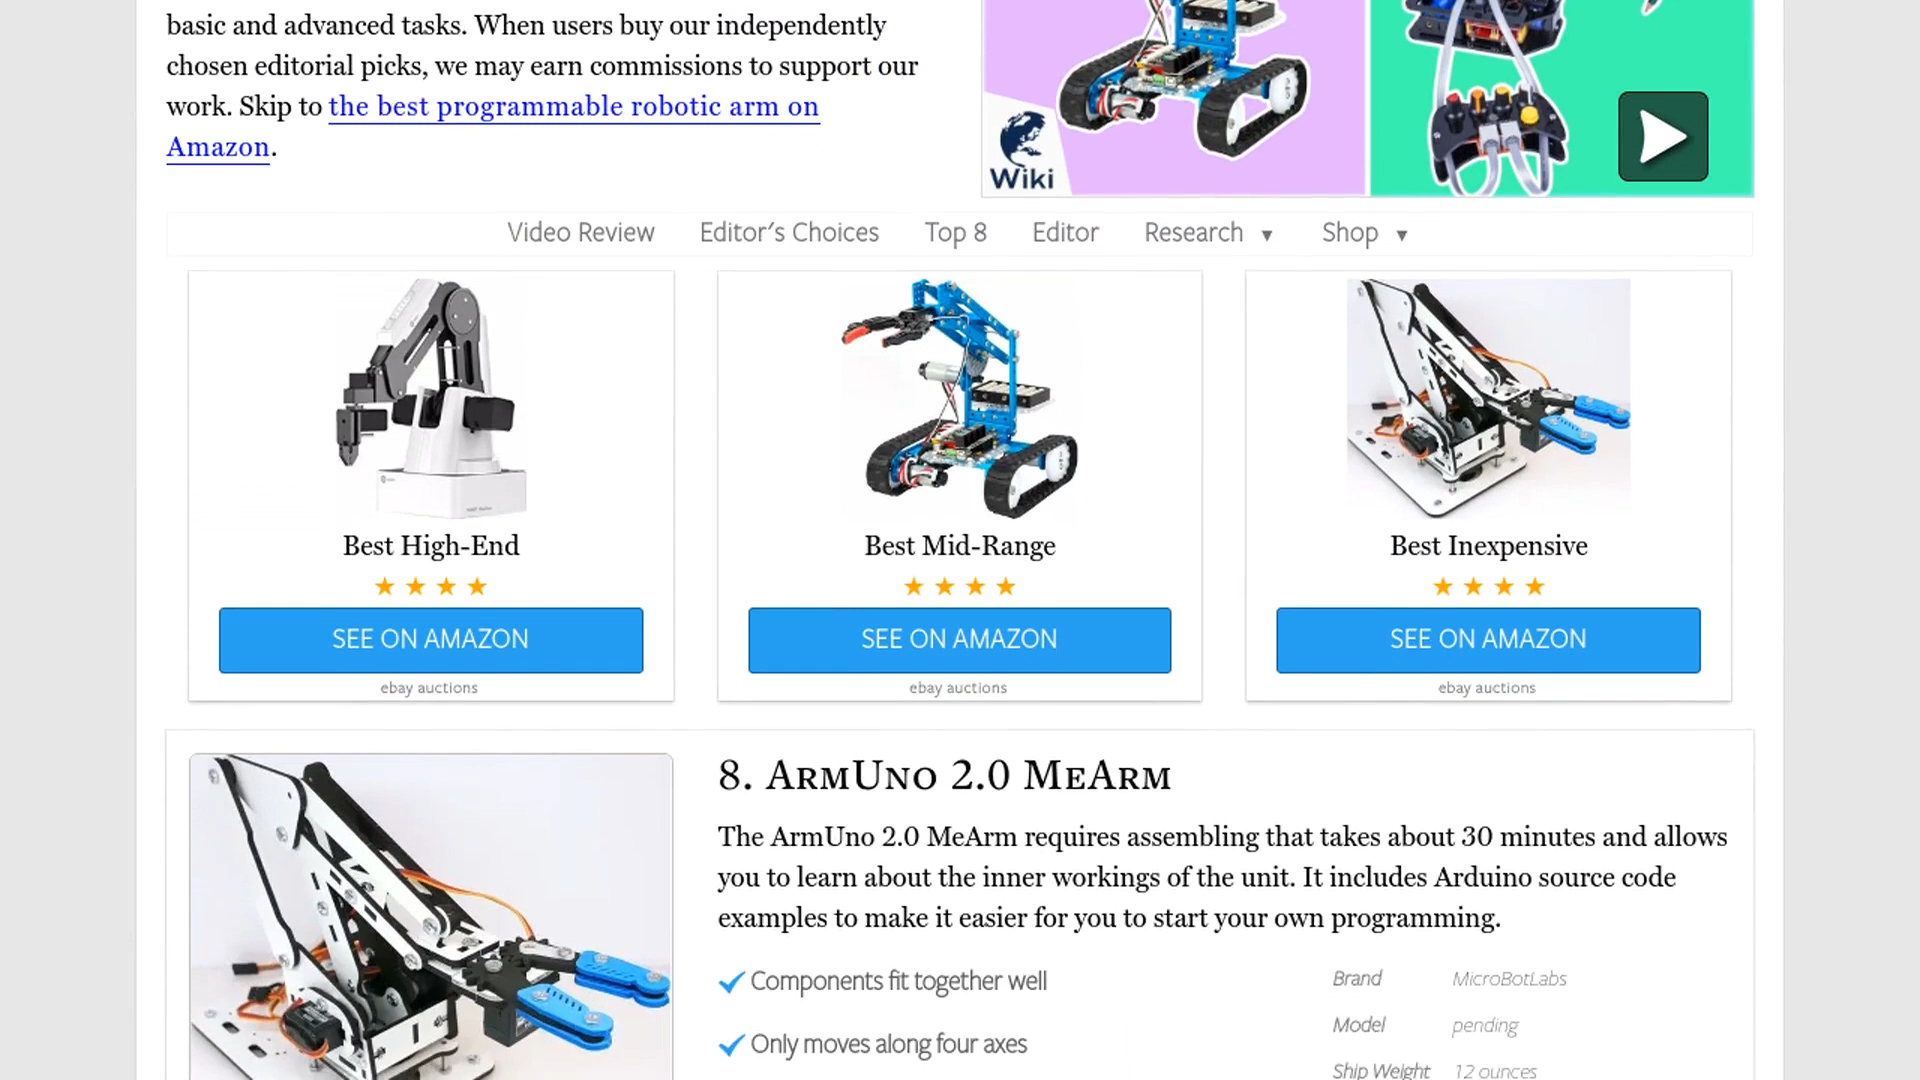 basic and advanced tasks. When users buy our independently
chosen editorial picks, we may earn commissions to support our
work. Skip to the best programmable robotic arm on
Amazon.
Wiki
Video Review Editor's Choices Top 8 Editor Research ▼ Shop ▼
Best High-End
★ ★ ★ ★
SEE ON AMAZON
ebay auctions
Best Mid-Range
★ ★ ★ ★
SEE ON AMAZON
ebay auctions
Best Inexpensive
★ ★ ★ ★
SEE ON AMAZON
ebay auctions
8. ArmUno 2.0 MeArm
The ArmUno 2.0 MeArm requires assembling that takes about 30 minutes and allows
you to learn about the inner workings of the unit. It includes Arduino source code
examples to make it easier for you to start your own programming.
Components fit together well
Only moves along four axes
Brand MicroBotLabs
Model pending
Ship Weight 12 ounces